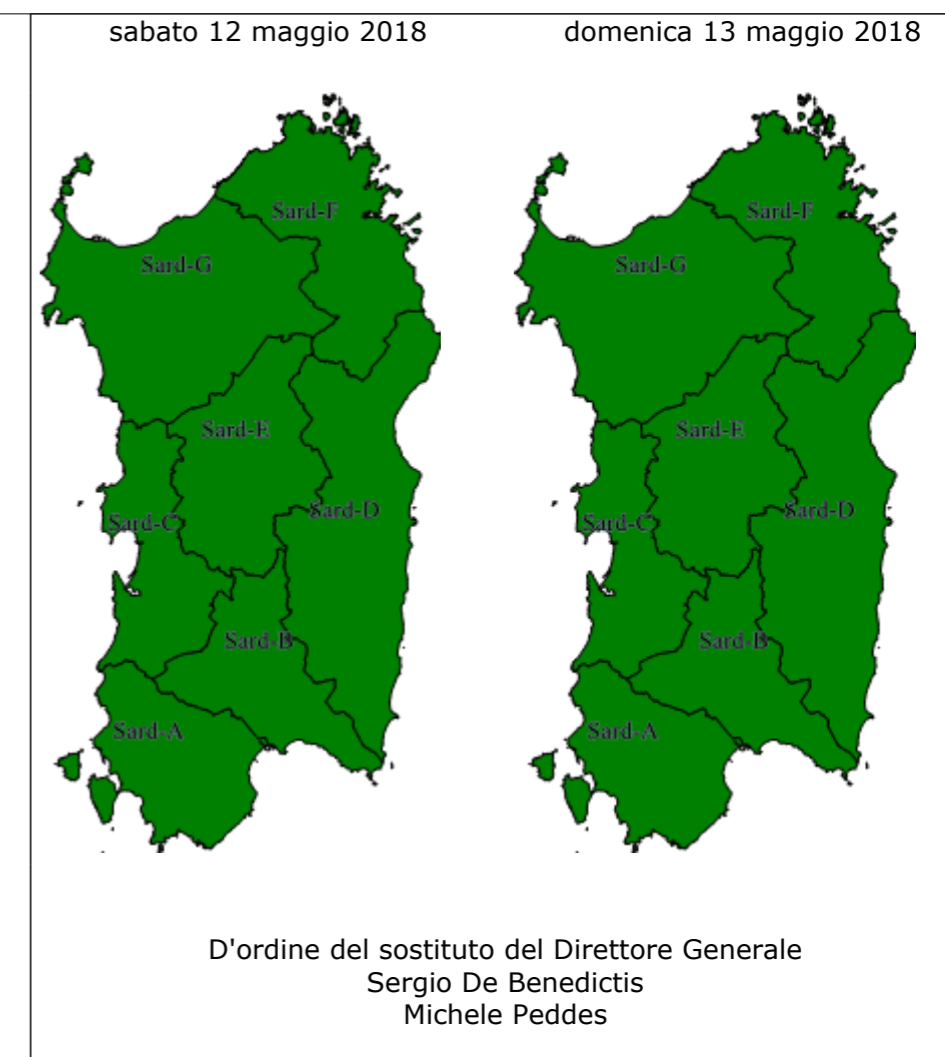 sabato 12 maggio 2018
domenica 13 maggio 2018
Sard-F
Sard-G
Sard-E
Sard-D
Sard-C
Sard-B
Sard-A
Sard-F
Sard-G
Sard-E
Sard-D
Sard-C
Sard-B
Sard-A
D'ordine del sostituto del Direttore Generale
Sergio De Benedictis
Michele Peddes